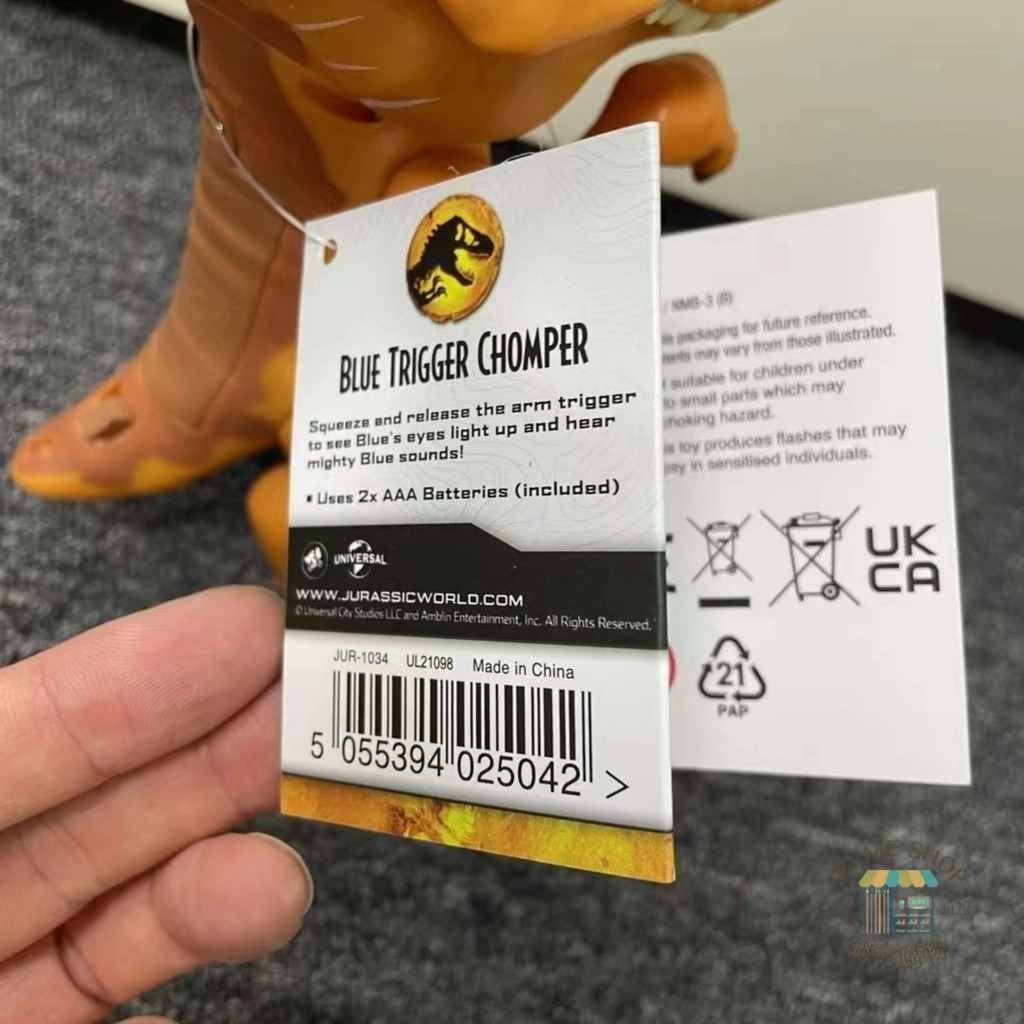 BLUE TRIGGER CHOMPER
Squeeze and release the arm trigger
to see Blue's eyes light up and hear
mighty Blue sounds!
• Uses 2x AAA Batteries (included)
UNIVERSAL
WWW.JURASSICWORLD.COM
© Universal City Studios LLC and Amblin Entertainment, Inc. All Rights Reserved.
JUR-1034 UL21098 Made in China
5 055394 025042 >
/ NMB-3 (B)
packaging for future reference.
may vary from those illustrated.
suitable for children under
small parts which may
hazard.
toy produces flashes that may
in sensitised individuals.
UK
CA
21
PAP